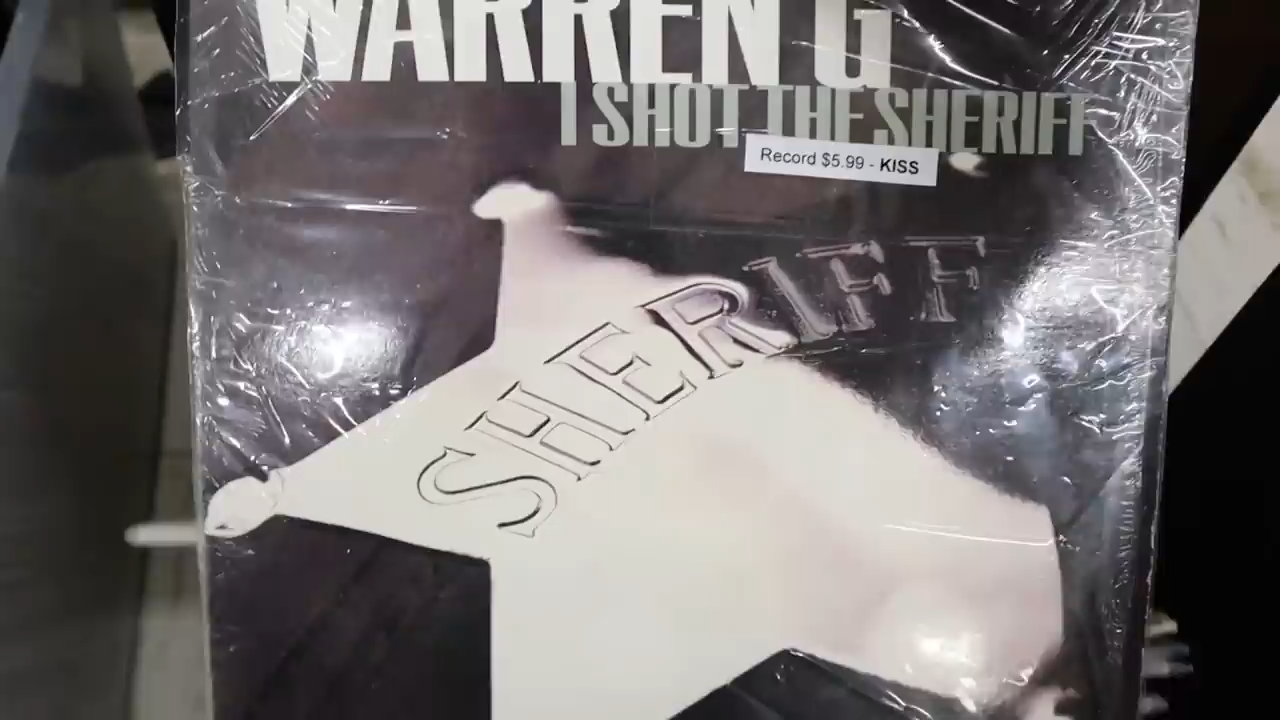 WARREN G
I SHOT THE SHERIFF
Record $5.99 - KISS
SHERIFF